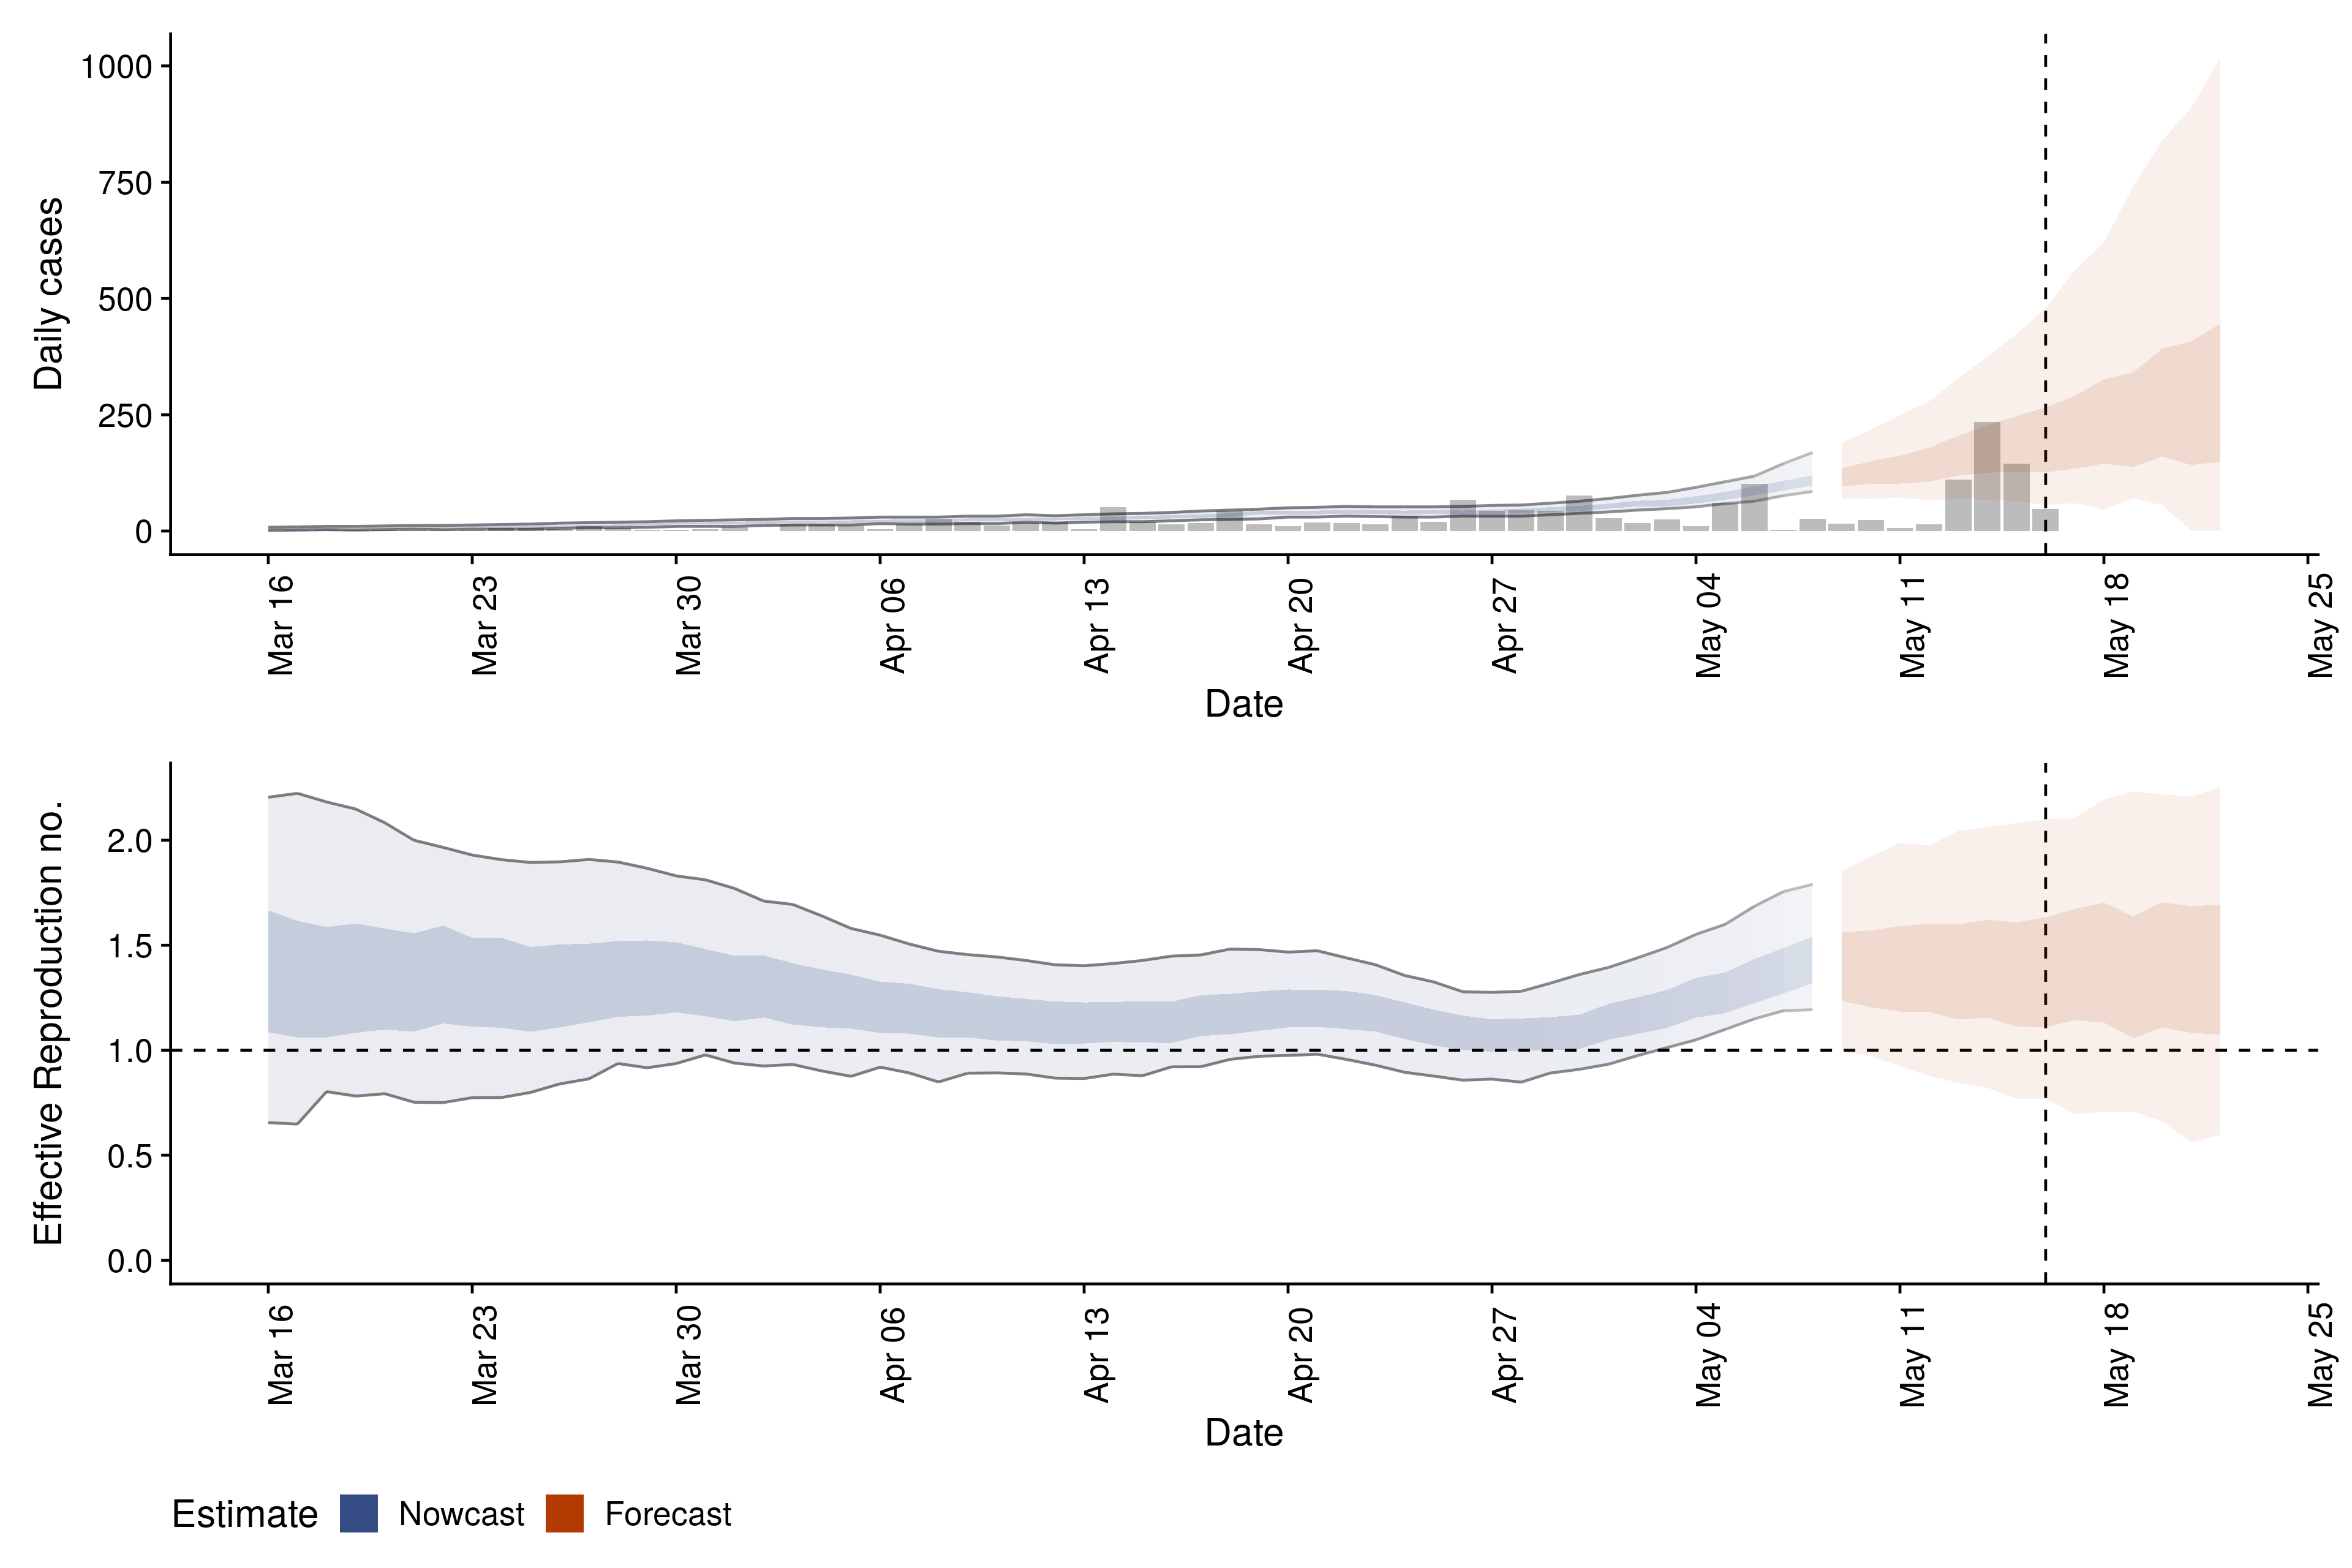 Daily cases
1000
750
500
250
0
Mar 16
Mar 23
Mar 30
Apr 06
Apr 13
Apr 20
Apr 27
May 04
May 11
May 18
May 25
Date
Effective Reproduction no.
2.0
1.5
1.0
0.5
0.0
Mar 16
Mar 23
Mar 30
Apr 06
Apr 13
Apr 20
Apr 27
May 04
May 11
May 18
May 25
Date
Estimate Nowcast Forecast